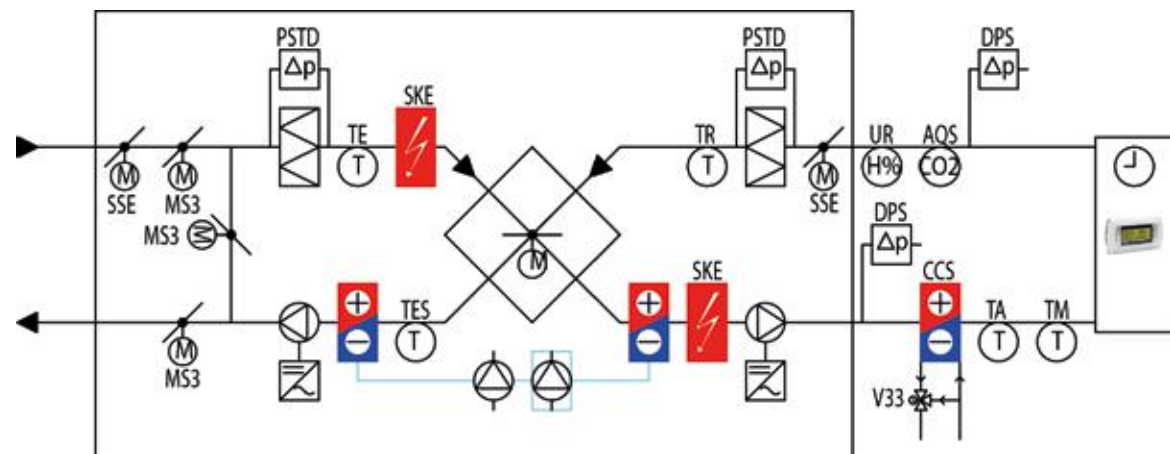 PSTD
PSTD
DPS
Δp
Δp
Δp
SKE
TE
TR
UR
AQS
T
T
H%
CO2
M
M
M
SSE
MS3
SSE
MS3
M
M
DPS
Δp
TES
SKE
CCS
TA
TM
T
T
T
M
MS3
V33